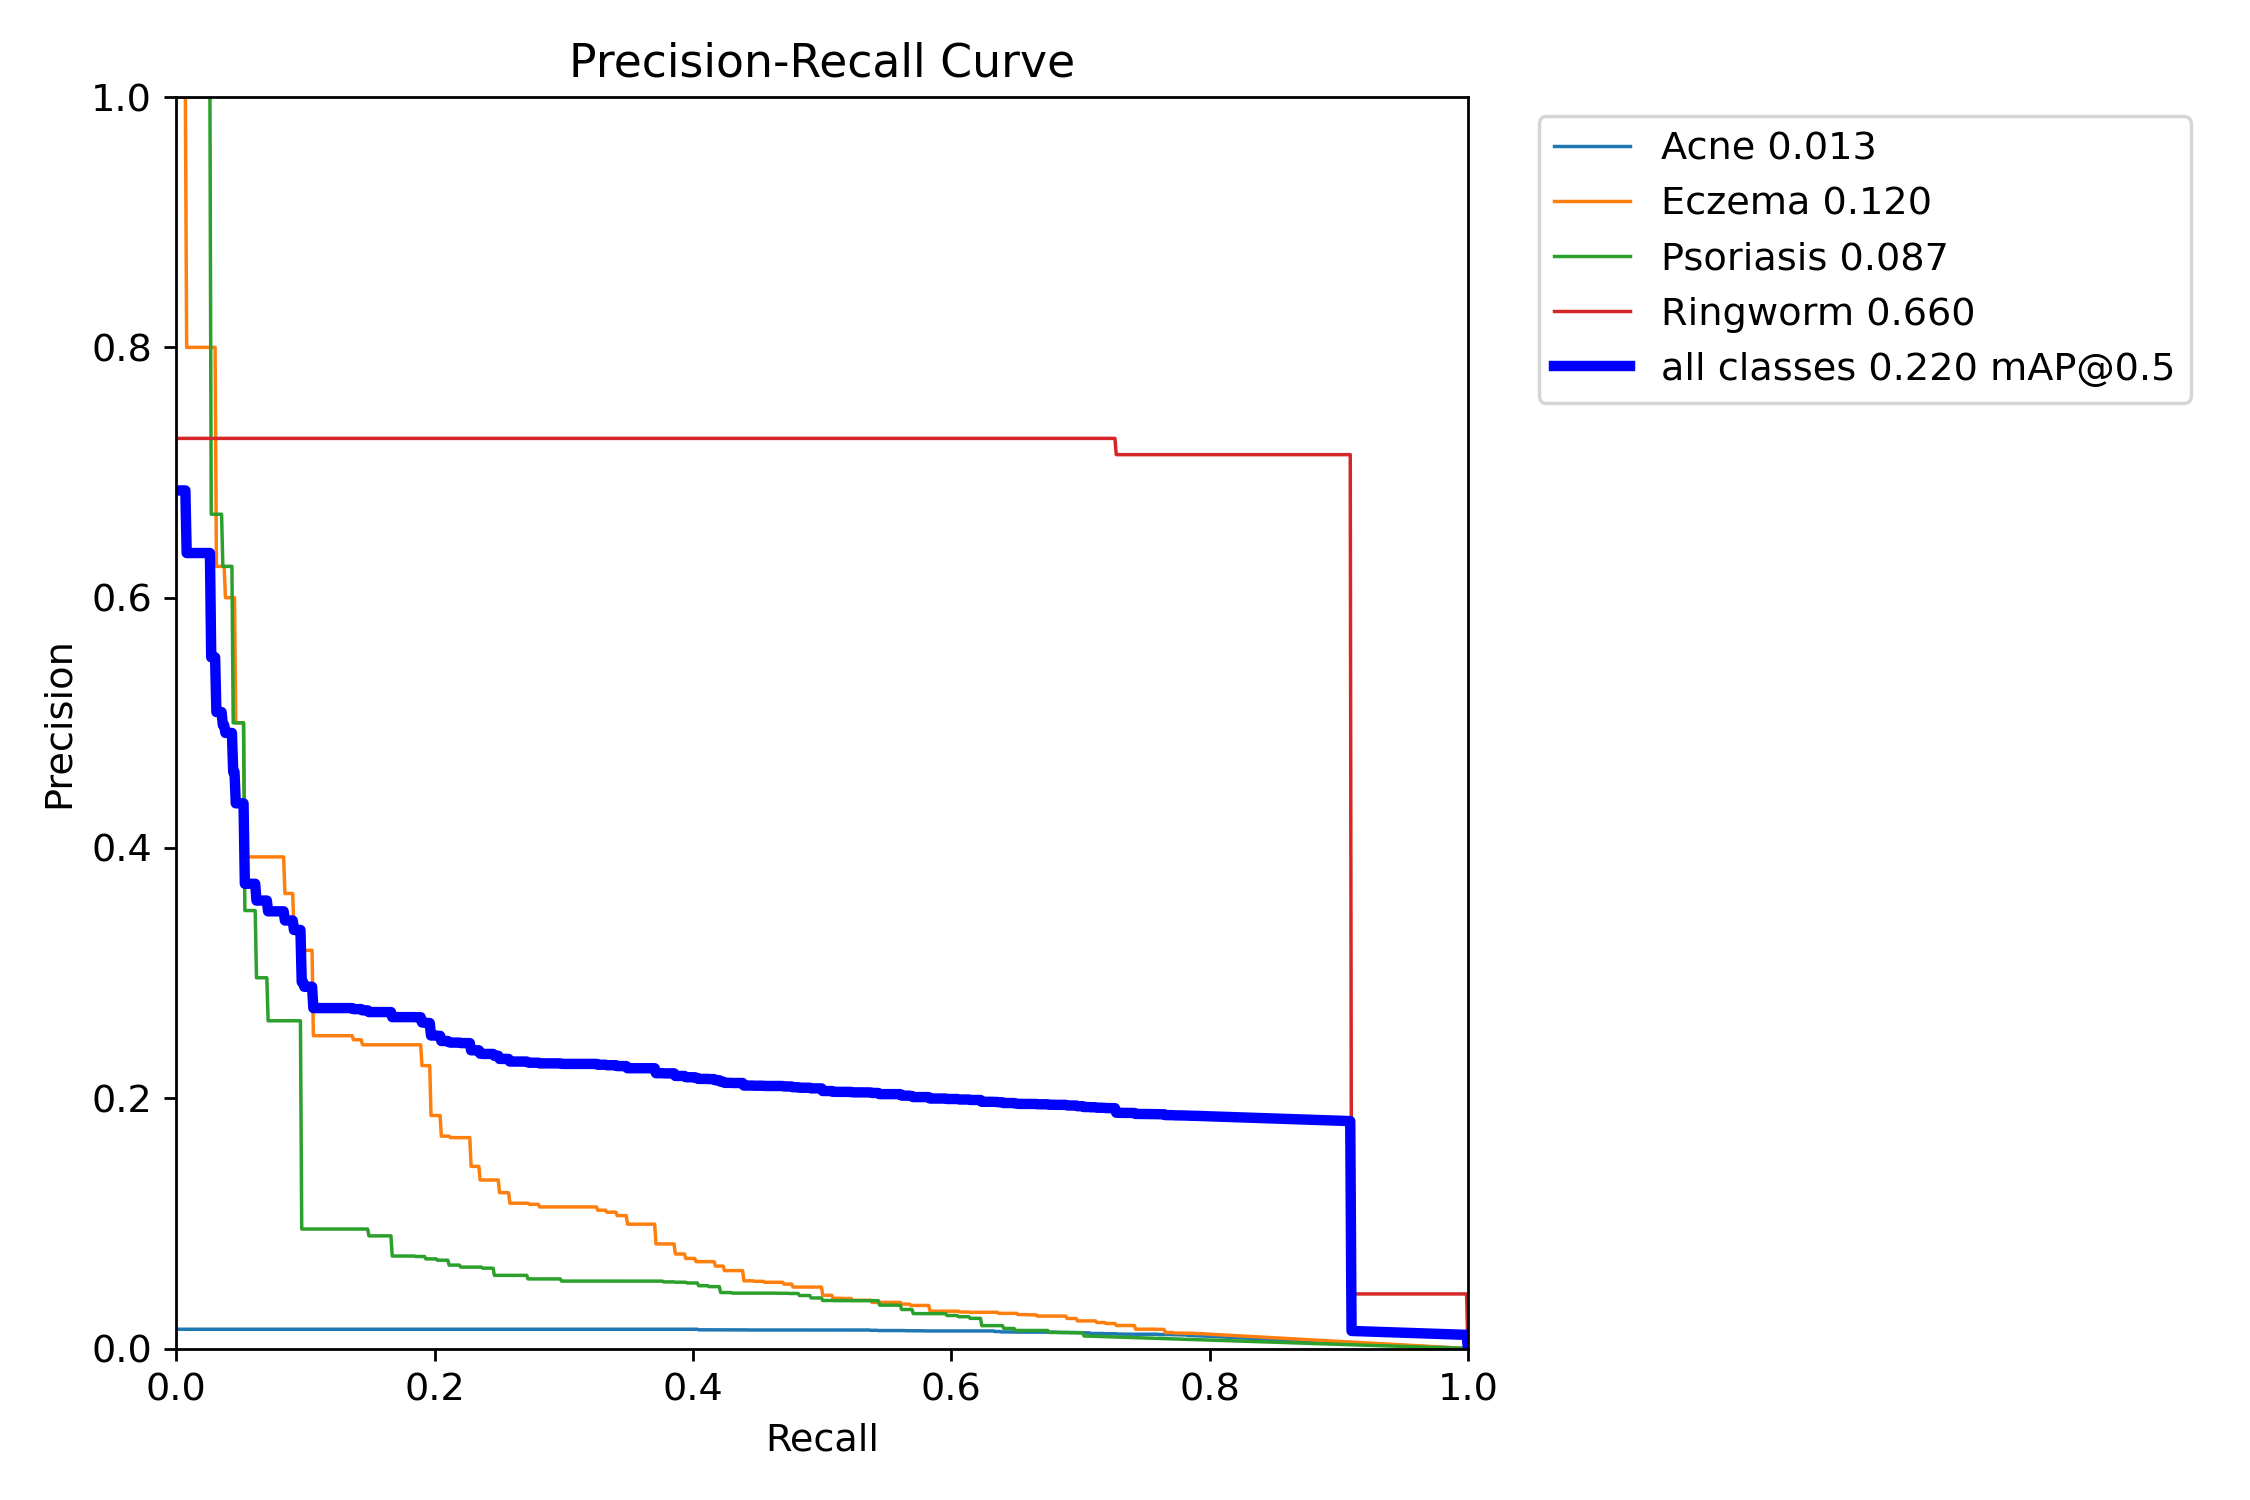 Precision-Recall Curve
1.0
0.8
0.6
0.4
0.2
0.0
Precision
0.0 0.2 0.4 0.6 0.8 1.0
Recall
Acne 0.013
Eczema 0.120
Psoriasis 0.087
Ringworm 0.660
all classes 0.220 mAP@0.5